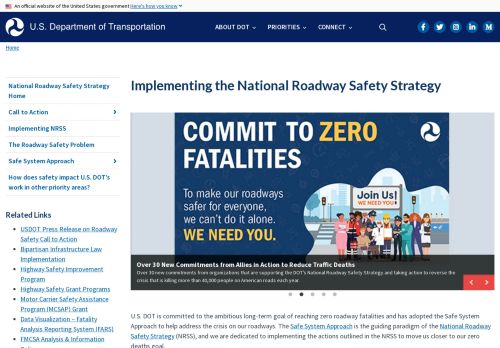 An official website of the United States government Here's how you know
U.S. Department of Transportation
ABOUT DOT
PRIORITIES
CONNECT
Home
National Roadway Safety Strategy
Home
Call to Action
Implementing NRSS
The Roadway Safety Problem
Safe System Approach
How does safety impact U.S. DOT's
work in other priority areas?
Related Links
USDOT Press Release on Roadway
Safety Call to Action
Bipartisan Infrastructure Law
Implementation
Highway Safety Improvement
Program
Highway Safety Grant Programs
Motor Carrier Safety Assistance
Program (MCSAP) Grant
Data Visualization – Fatality
Analysis Reporting System (FARS)
FMCSA Analysis & Information
Implementing the National Roadway Safety Strategy
COMMIT TO ZERO
FATALITIES
To make our roadways
safer for everyone,
we can't do it alone.
WE NEED YOU.
Join Us!
WE NEED YOU!
Over 30 New Commitments from Allies in Action to Reduce Traffic Deaths
Over 30 new commitments from organizations that are supporting the DOT's National Roadway Safety Strategy and taking action to reverse the
crisis that is killing more than 40,000 people on American roads each year.
U.S. DOT is committed to the ambitious long-term goal of reaching zero roadway fatalities and has adopted the Safe System
Approach to help address the crisis on our roadways. The Safe System Approach is the guiding paradigm of the National Roadway
Safety Strategy (NRSS), and we are dedicated to implementing the actions outlined in the NRSS to move us closer to our zero
deaths goal.